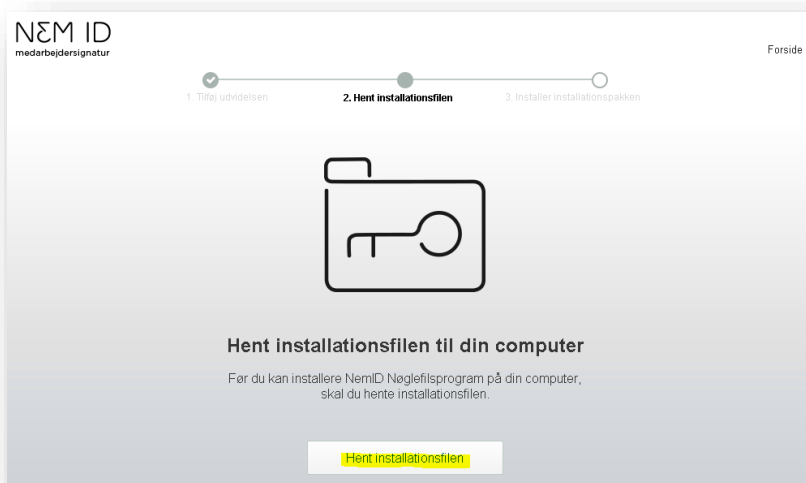 NEM ID
medarbejdersignatur
Forside
1. Tilføj udvidelsen
2. Hent installationsfilen
3. Installer installationspakken
Hent installationsfilen til din computer
Før du kan installere NemID Nøglefilsprogram på din computer,
skal du hente installationsfilen.
Hent installationsfilen